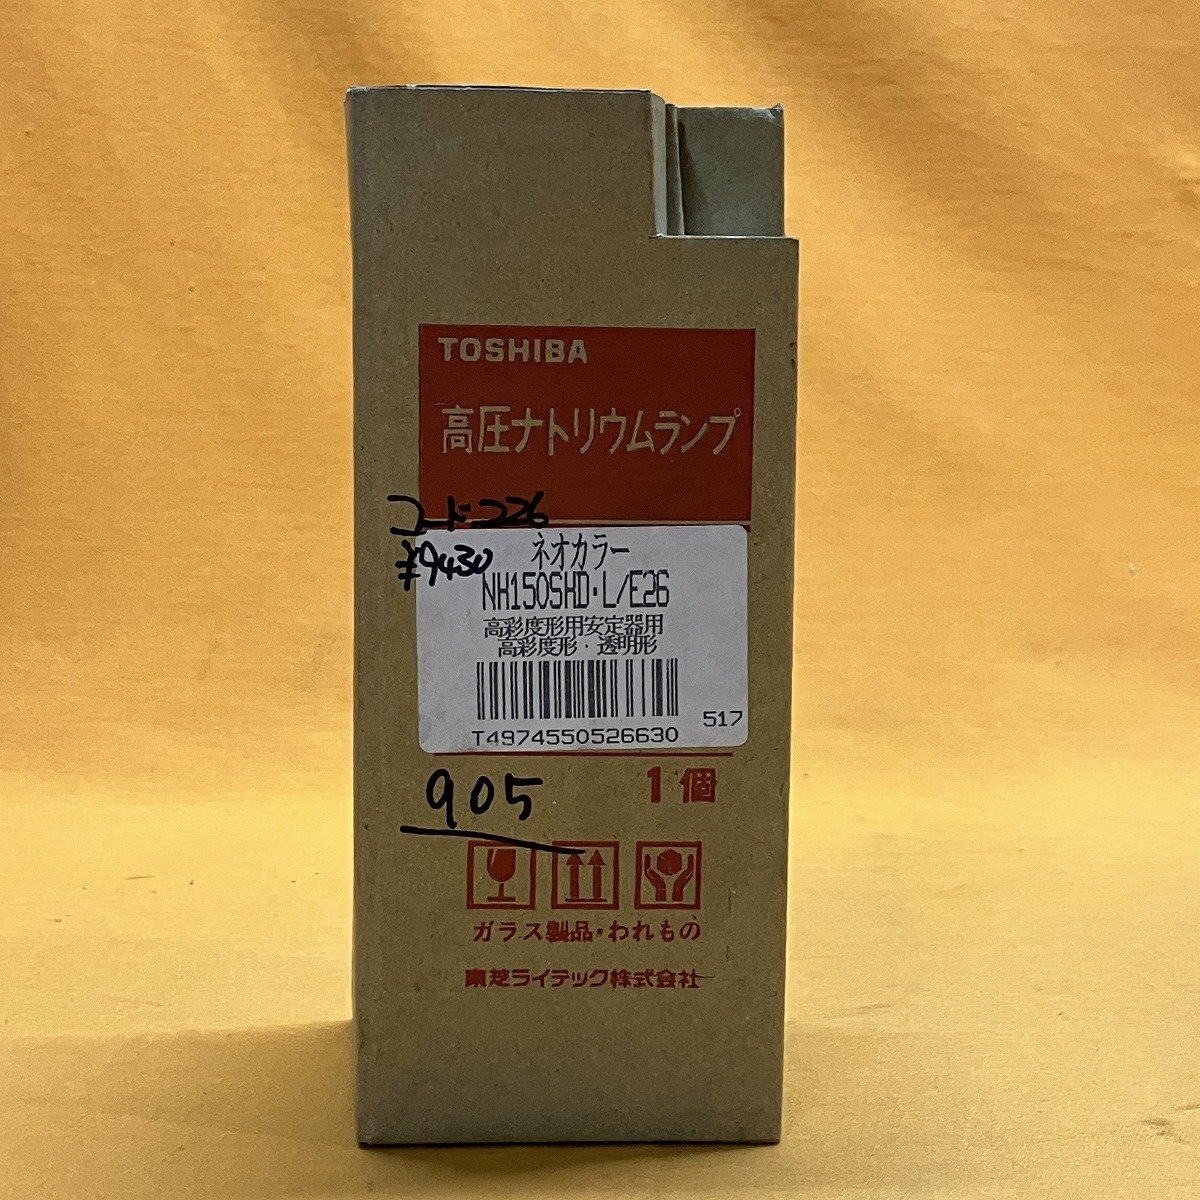 TOSHIBA
高圧ナトリウムランプ
コード.226
¥9430
ネオカラー
NH150SHD・L/E26
高彩度形用安定器用
高彩度形・透明形
517
T4974550526630
905
1個
ガラス製品・われもの
東芝ライテック株式会社